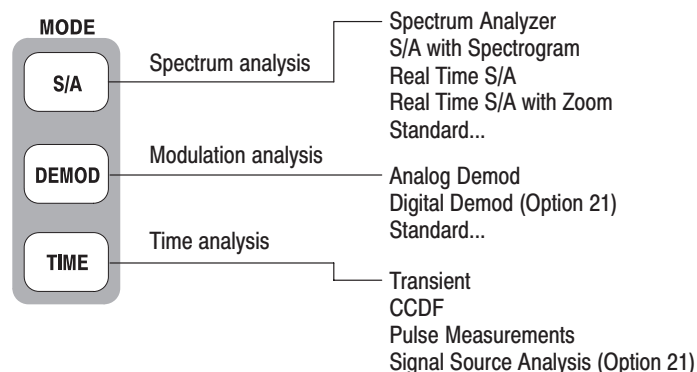 MODE
S/A
Spectrum analysis
Spectrum Analyzer
S/A with Spectrogram
Real Time S/A
Real Time S/A with Zoom
Standard...
DEMOD
Modulation analysis
Analog Demod
Digital Demod (Option 21)
Standard...
TIME
Time analysis
Transient
CCDF
Pulse Measurements
Signal Source Analysis (Option 21)